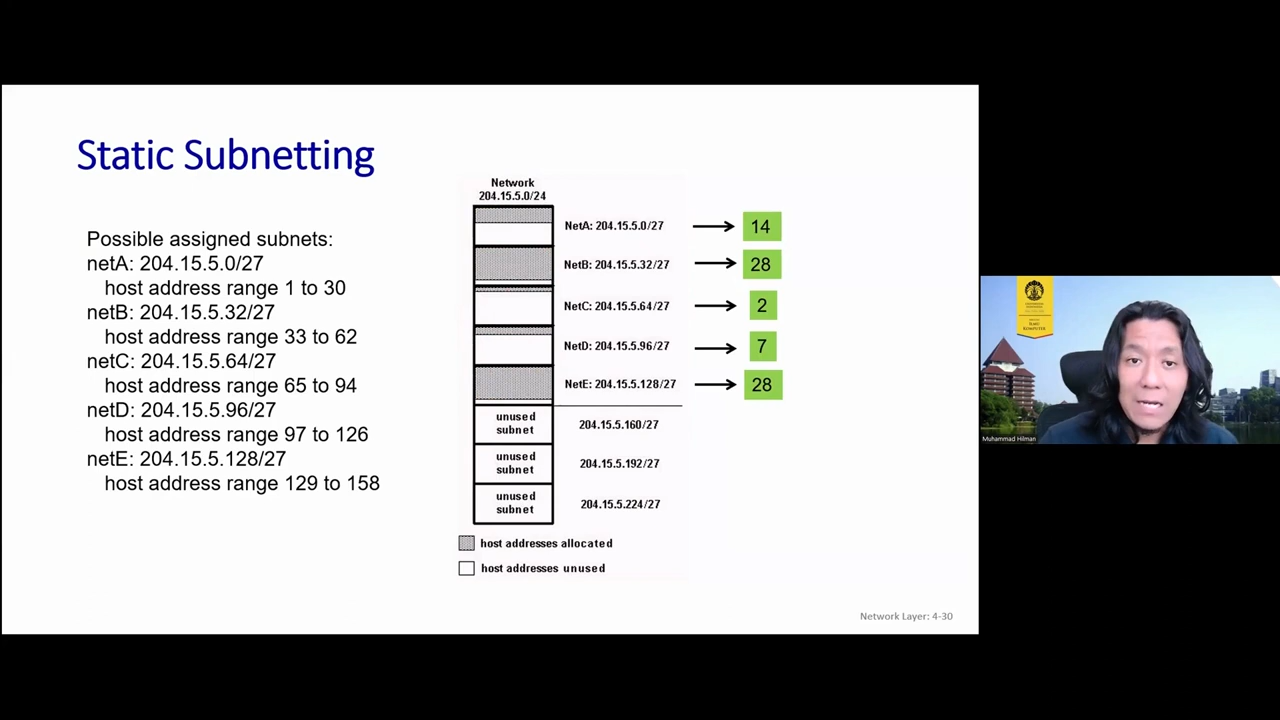 Static Subnetting
Possible assigned subnets:
netA: 204.15.5.0/27
host address range 1 to 30
netB: 204.15.5.32/27
host address range 33 to 62
netC: 204.15.5.64/27
host address range 65 to 94
netD: 204.15.5.96/27
host address range 97 to 126
netE: 204.15.5.128/27
host address range 129 to 158
Network
204.15.5.0/24
NetA: 204.15.5.0/27
14
NetB: 204.15.5.32/27
28
NetC: 204.15.5.64/27
2
NetD: 204.15.5.96/27
7
NetE: 204.15.5.128/27
28
unused
subnet
204.15.5.160/27
unused
subnet
204.15.5.192/27
unused
subnet
204.15.5.224/27
host addresses allocated
host addresses unused
Network Layer: 4-30
ILMU
KOMPUTER
Muhammad Hilman